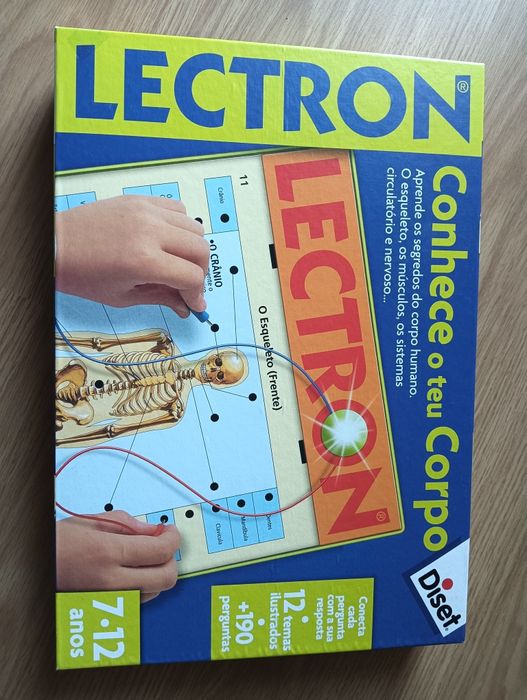 LECTRON®
Conhece o teu Corpo
Aprende os segredos do corpo humano.
O esqueleto, os músculos, os sistemas
circulatório e nervoso...
LECTRON®
11
O Esqueleto (Frente)
Crânio
O CRÂNIO
Dentes
Mandíbula
Clavícula
Conecta
cada
pergunta
com a sua
resposta
12 temas
ilustrados
+190
perguntas
7·12
anos
Diset